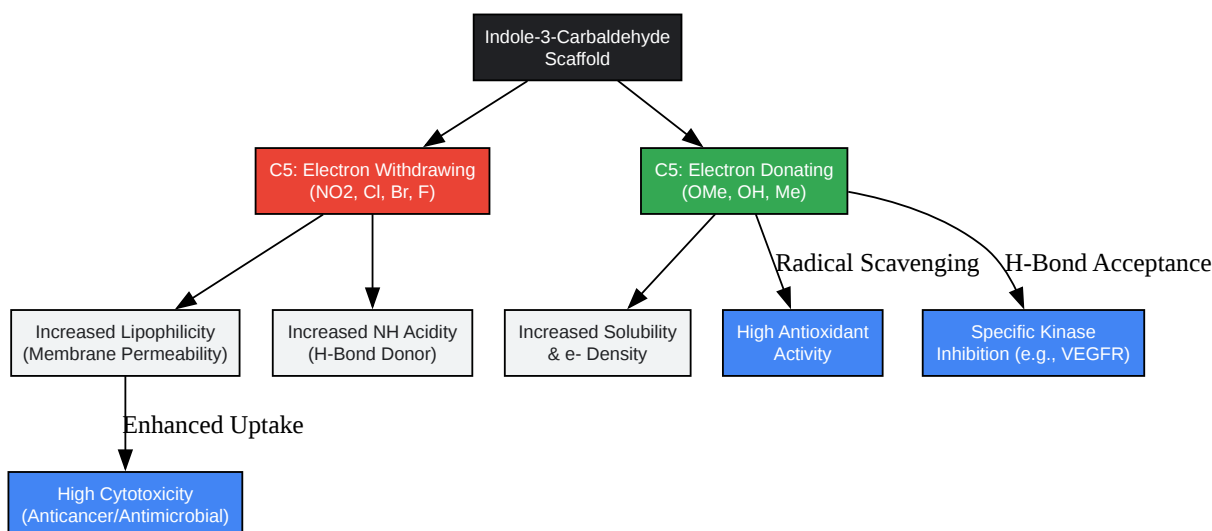 Indole-3-Carbaldehyde
Scaffold
C5: Electron Withdrawing
(NO2, Cl, Br, F)
C5: Electron Donating
(OMe, OH, Me)
Radical Scavenging
H-Bond Acceptance
Increased Lipophilicity
(Membrane Permeability)
Increased NH Acidity
(H-Bond Donor)
Increased Solubility
& e- Density
High Antioxidant
Activity
Specific Kinase
Inhibition (e.g., VEGFR)
Enhanced Uptake
High Cytotoxicity
(Anticancer/Antimicrobial)